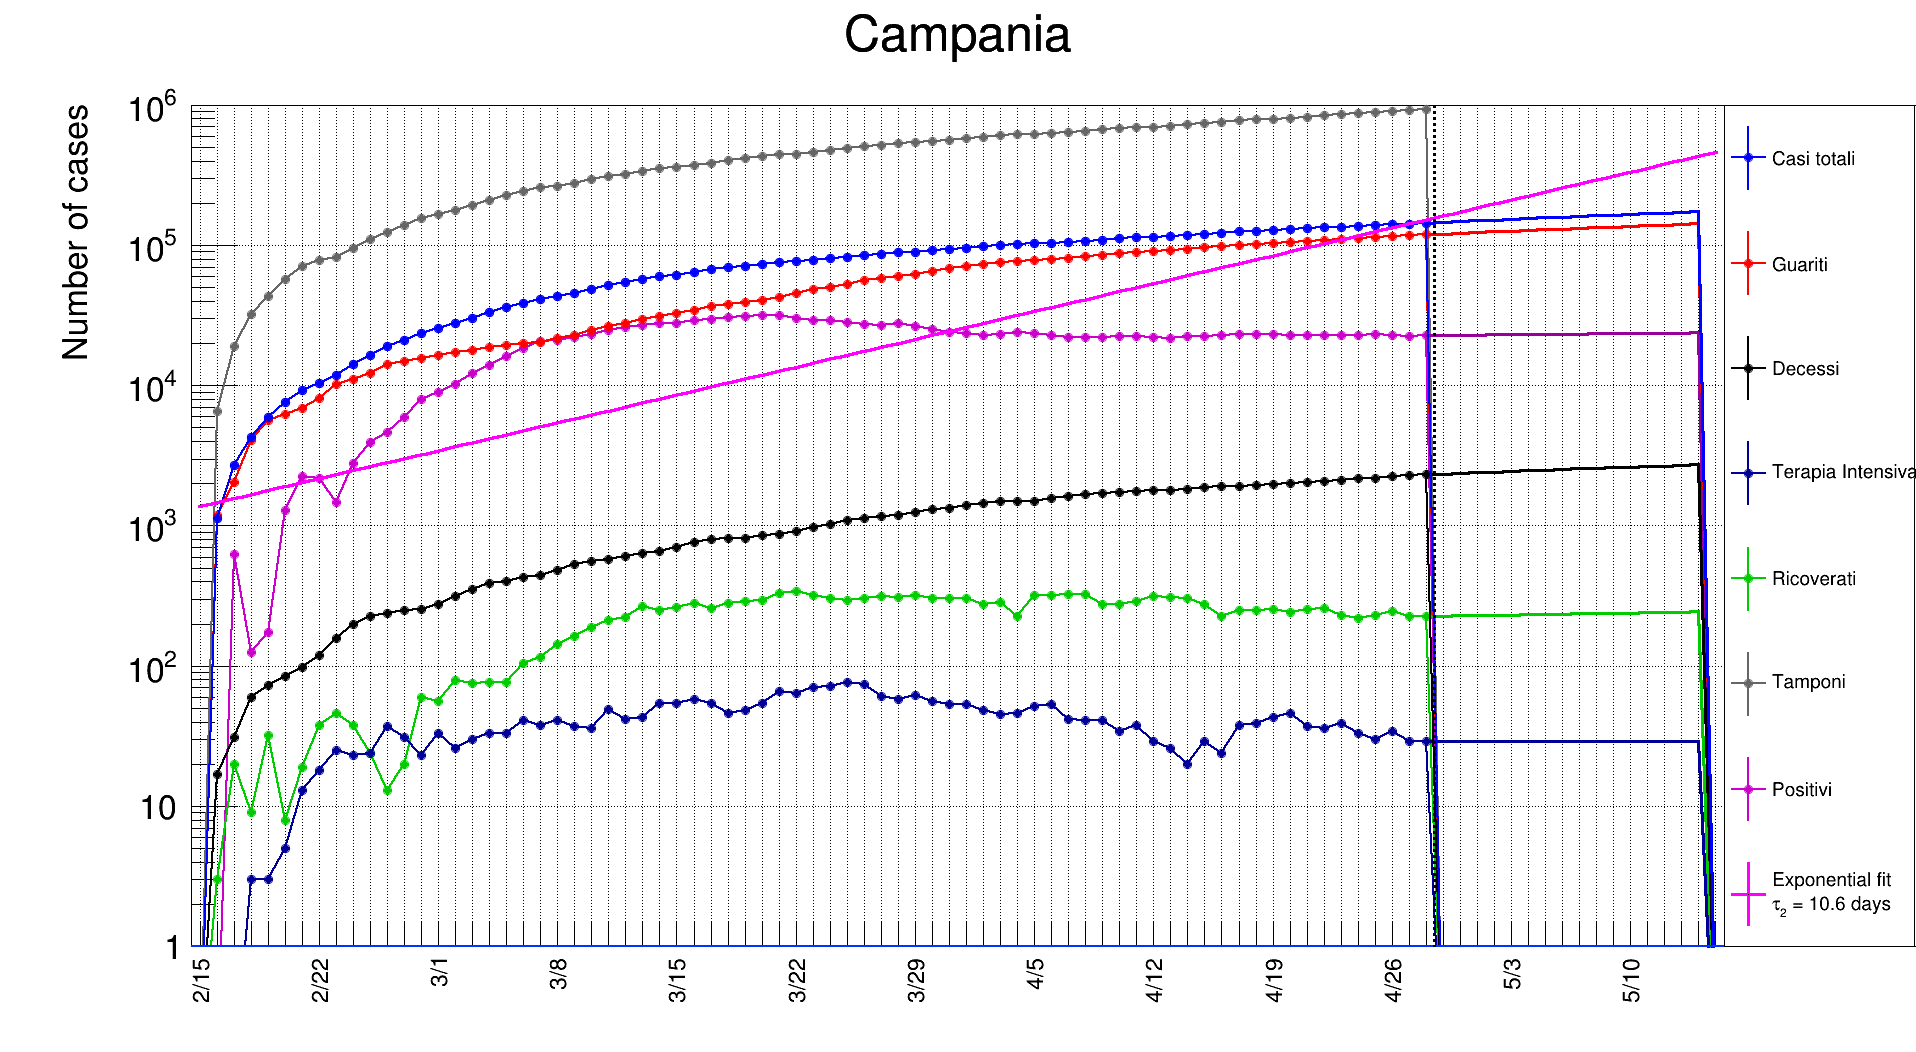 Campania
Number of cases
10^6
10^5
10^4
10^3
10^2
10
1
2/15
2/22
3/1
3/8
3/15
3/22
3/29
4/5
4/12
4/19
4/26
5/3
5/10
Casi totali
Guariti
Decessi
Terapia Intensiva
Ricoverati
Tamponi
Positivi
Exponential fit
τ₂ = 10.6 days